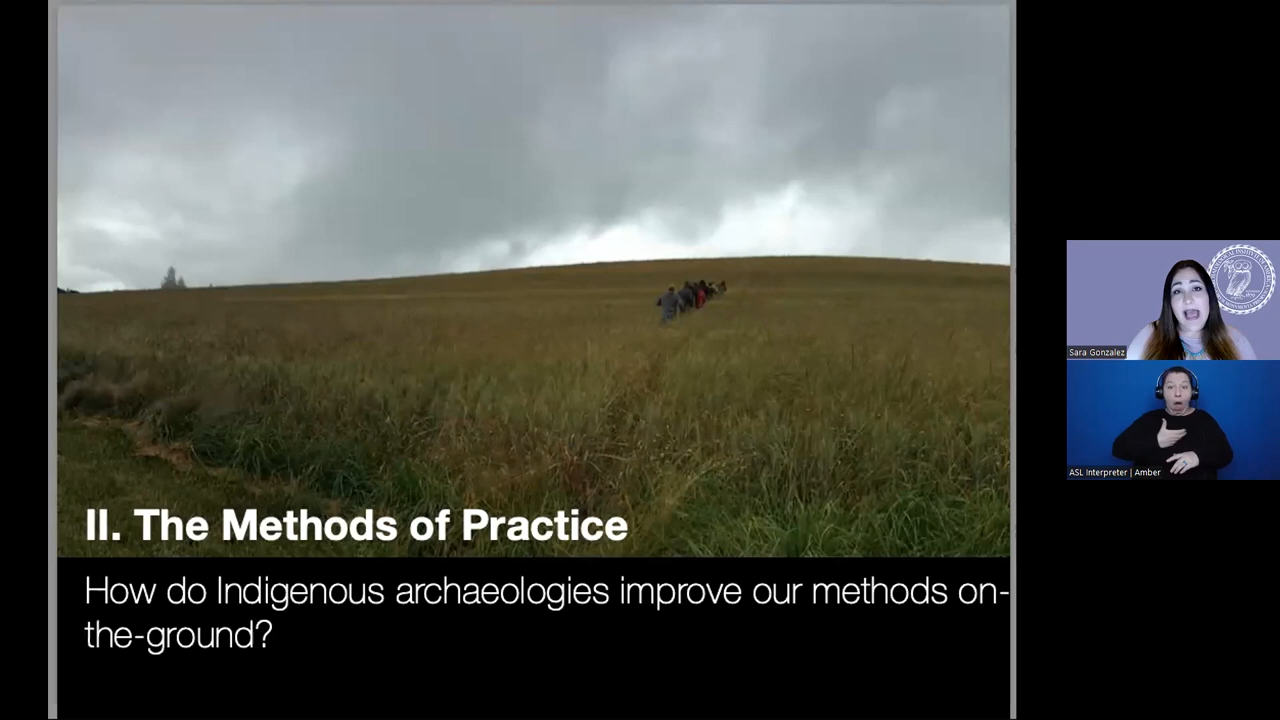 II. The Methods of Practice
How do Indigenous archaeologies improve our methods on-
the-ground?
Sara Gonzalez
ASL Interpreter | Amber